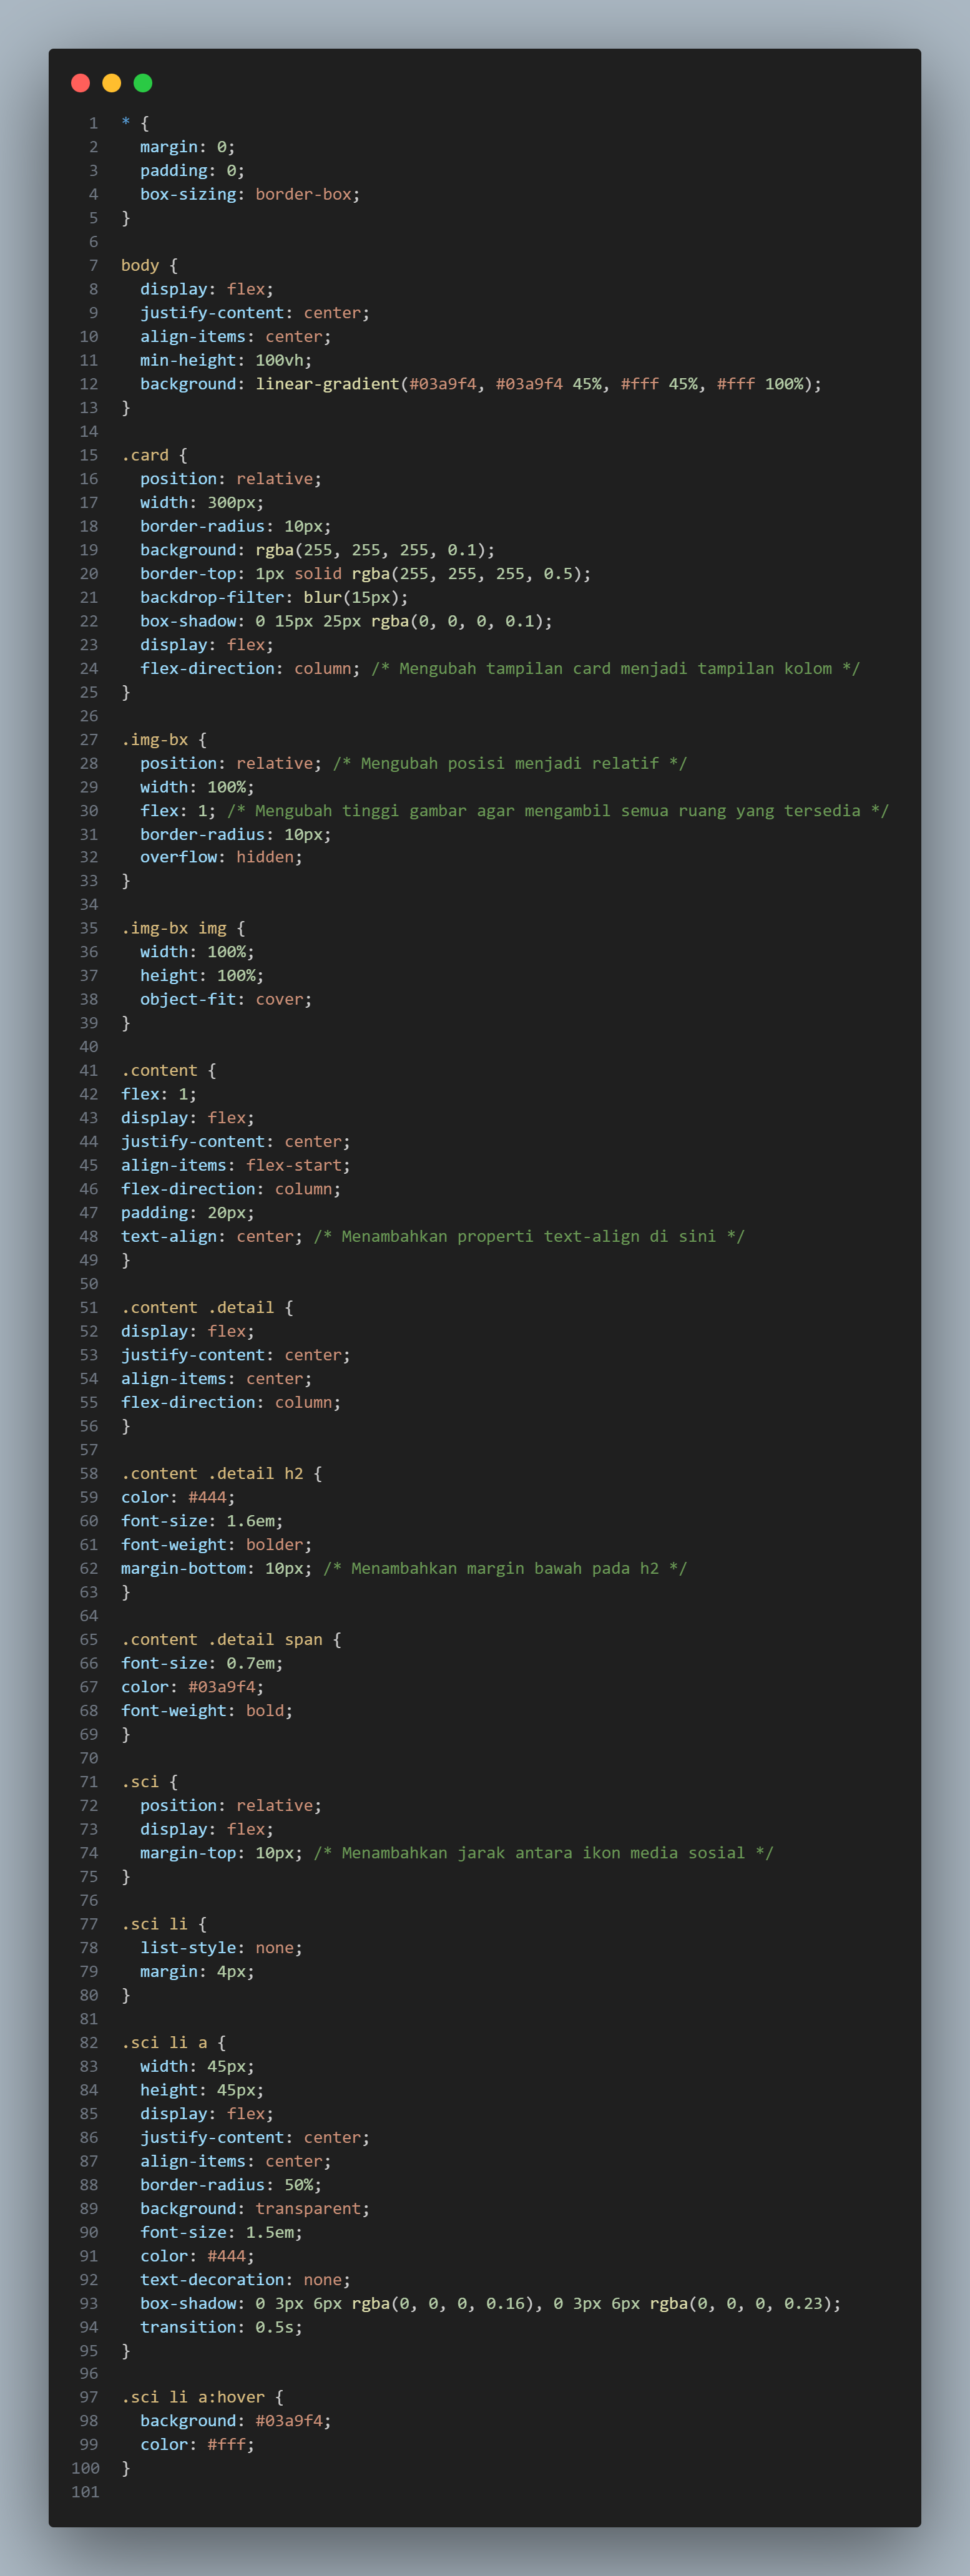 1 * {
2   margin: 0;
3   padding: 0;
4   box-sizing: border-box;
5 }
6
7 body {
8   display: flex;
9   justify-content: center;
10   align-items: center;
11   min-height: 100vh;
12   background: linear-gradient(#03a9f4, #03a9f4 45%, #fff 45%, #fff 100%);
13 }
14
15 .card {
16   position: relative;
17   width: 300px;
18   border-radius: 10px;
19   background: rgba(255, 255, 255, 0.1);
20   border-top: 1px solid rgba(255, 255, 255, 0.5);
21   backdrop-filter: blur(15px);
22   box-shadow: 0 15px 25px rgba(0, 0, 0, 0.1);
23   display: flex;
24   flex-direction: column; /* Mengubah tampilan card menjadi tampilan kolom */
25 }
26
27 .img-bx {
28   position: relative; /* Mengubah posisi menjadi relatif */
29   width: 100%;
30   flex: 1; /* Mengubah tinggi gambar agar mengambil semua ruang yang tersedia */
31   border-radius: 10px;
32   overflow: hidden;
33 }
34
35 .img-bx img {
36   width: 100%;
37   height: 100%;
38   object-fit: cover;
39 }
40
41 .content {
42 flex: 1;
43 display: flex;
44 justify-content: center;
45 align-items: flex-start;
46 flex-direction: column;
47 padding: 20px;
48 text-align: center; /* Menambahkan properti text-align di sini */
49 }
50
51 .content .detail {
52 display: flex;
53 justify-content: center;
54 align-items: center;
55 flex-direction: column;
56 }
57
58 .content .detail h2 {
59 color: #444;
60 font-size: 1.6em;
61 font-weight: bolder;
62 margin-bottom: 10px; /* Menambahkan margin bawah pada h2 */
63 }
64
65 .content .detail span {
66 font-size: 0.7em;
67 color: #03a9f4;
68 font-weight: bold;
69 }
70
71 .sci {
72   position: relative;
73   display: flex;
74   margin-top: 10px; /* Menambahkan jarak antara ikon media sosial */
75 }
76
77 .sci li {
78   list-style: none;
79   margin: 4px;
80 }
81
82 .sci li a {
83   width: 45px;
84   height: 45px;
85   display: flex;
86   justify-content: center;
87   align-items: center;
88   border-radius: 50%;
89   background: transparent;
90   font-size: 1.5em;
91   color: #444;
92   text-decoration: none;
93   box-shadow: 0 3px 6px rgba(0, 0, 0, 0.16), 0 3px 6px rgba(0, 0, 0, 0.23);
94   transition: 0.5s;
95 }
96
97 .sci li a:hover {
98   background: #03a9f4;
99   color: #fff;
100 }
101